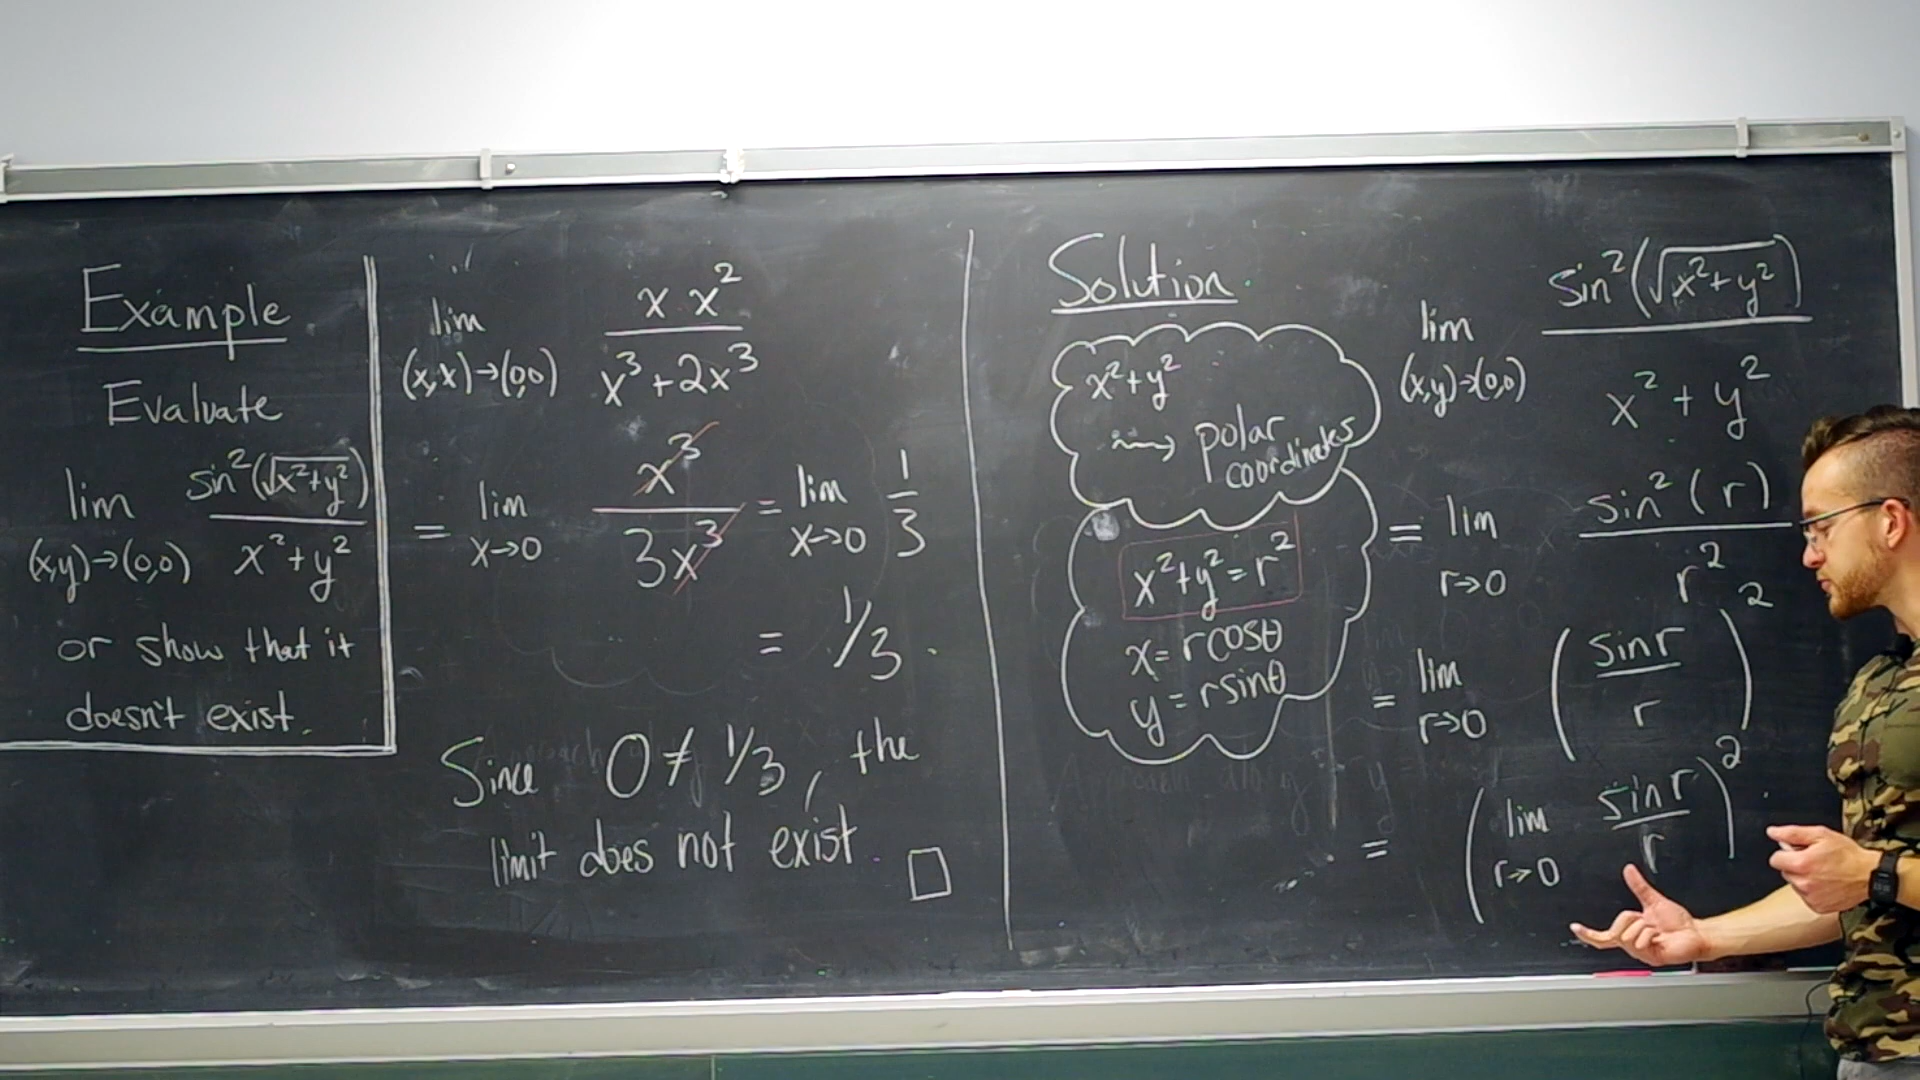 Example
Evaluate
lim sin²(√x²+y²)
(x,y)→(0,0) x²+y²
or show that it
doesn't exist.
lim x·x²
(x,x)→(0,0) x³+2x³
= lim x³ = lim 1
x→0 3x³ x→0 3
= 1/3.
Since 0 ≠ 1/3, the
limit does not exist. □
Solution
x²+y²
⇝ polar
coordinates
x²+y²=r²
x=rcosθ
y=rsinθ
lim sin²(√x²+y²)
(x,y)→(0,0) x²+y²
= lim sin²(r)
r→0 r²
= lim (sinr)²
r→0 r
= (lim sinr)²
r→0 r